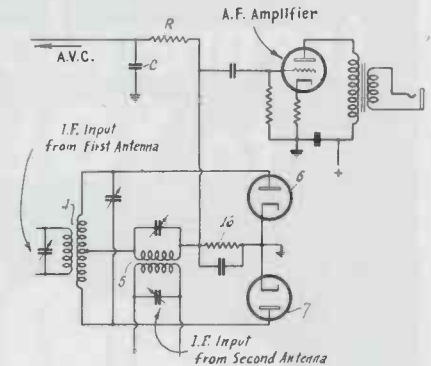 A.F. Amplifier
R
A.V.C.
C
I.F. Input
from First Antenna
6
4
16
5
7
I.F. Input
from Second Antenna
+